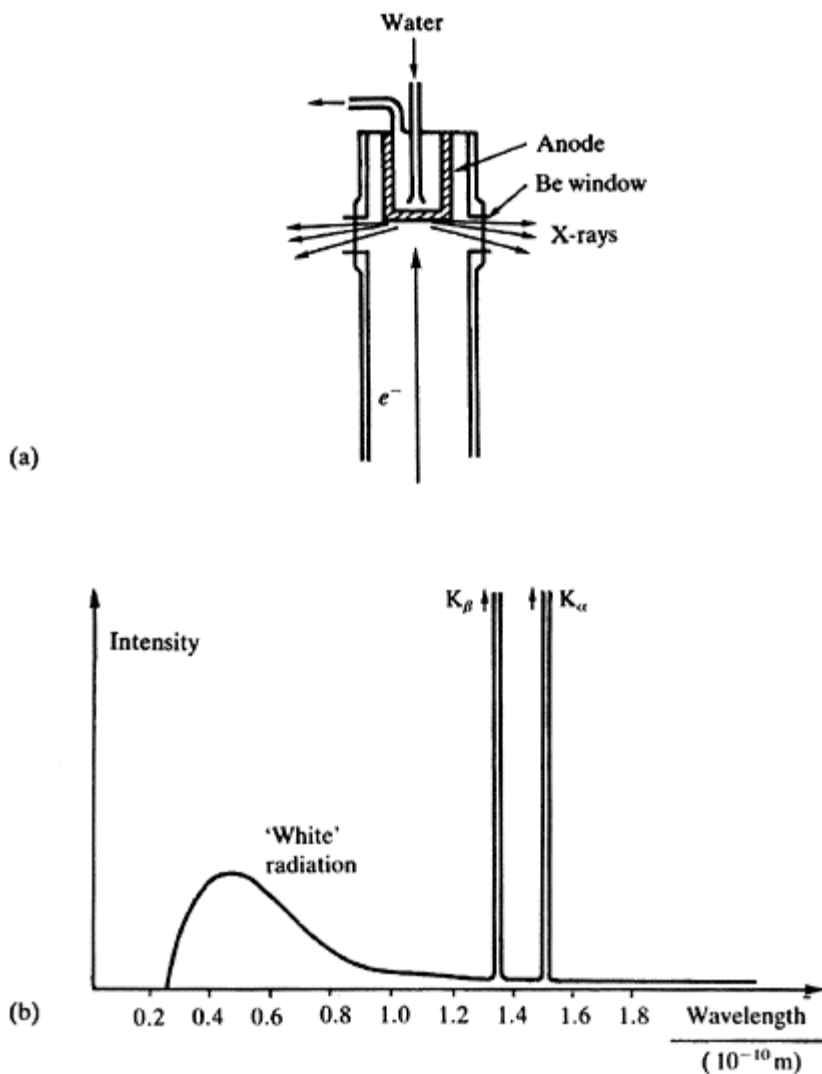 Water
Anode
Be window
X-rays
e⁻
(a)
K_β
K_α
Intensity
'White'
radiation
(b)
0.2 0.4 0.6 0.8 1.0 1.2 1.4 1.6 1.8 Wavelength
(10⁻¹⁰ m)